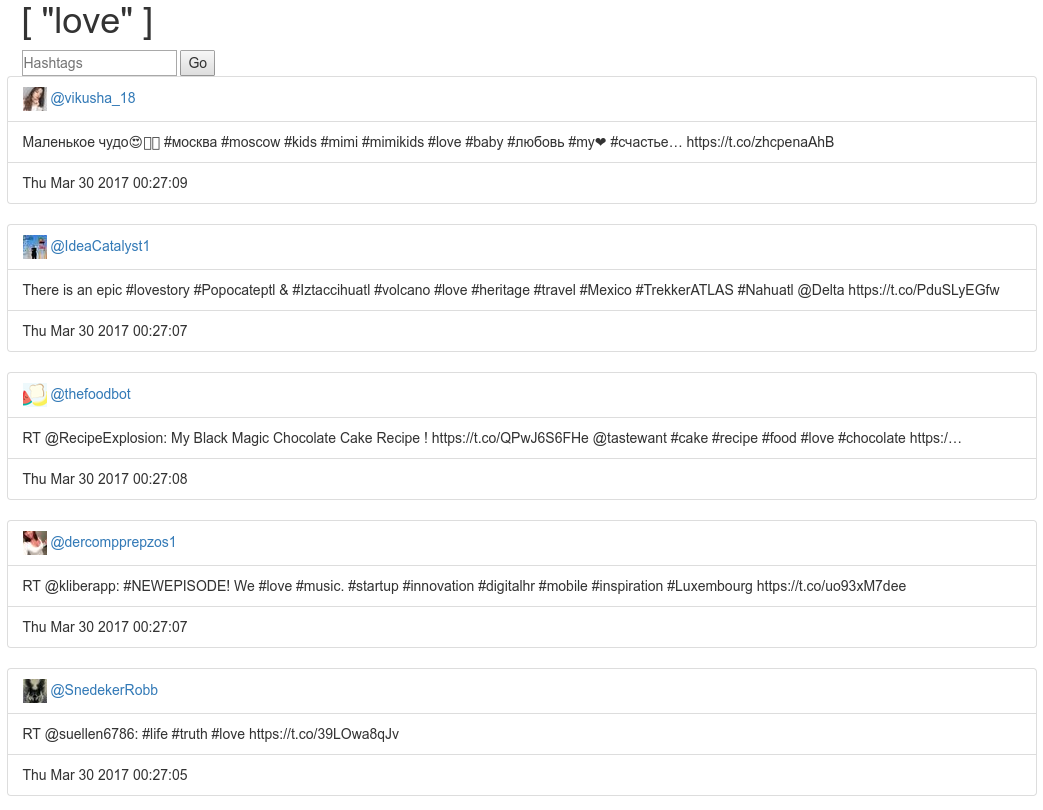 [ "love" ]
Hashtags Go
@vikusha_18
Маленькое чудо😍 #москва #moscow #kids #mimi #mimikids #love #baby #любовь #my❤ #счастье… https://t.co/zhcpenaAhB
Thu Mar 30 2017 00:27:09
@IdeaCatalyst1
There is an epic #lovestory #Popocateptl & #Iztaccihuatl #volcano #love #heritage #travel #Mexico #TrekkerATLAS #Nahuatl @Delta https://t.co/PduSLyEGfw
Thu Mar 30 2017 00:27:07
@thefoodbot
RT @RecipeExplosion: My Black Magic Chocolate Cake Recipe ! https://t.co/QPwJ6S6FHe @tastewant #cake #recipe #food #love #chocolate https:/…
Thu Mar 30 2017 00:27:08
@dercompprepzos1
RT @kliberapp: #NEWEPISODE! We #love #music. #startup #innovation #digitalhr #mobile #inspiration #Luxembourg https://t.co/uo93xM7dee
Thu Mar 30 2017 00:27:07
@SnedekerRobb
RT @suellen6786: #life #truth #love https://t.co/39LOwa8qJv
Thu Mar 30 2017 00:27:05